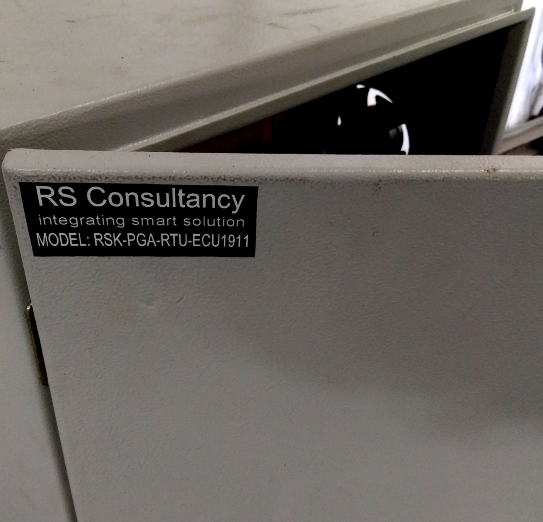 RS Consultancy
integrating smart solution
MODEL: RSK-PGA-RTU-ECU1911